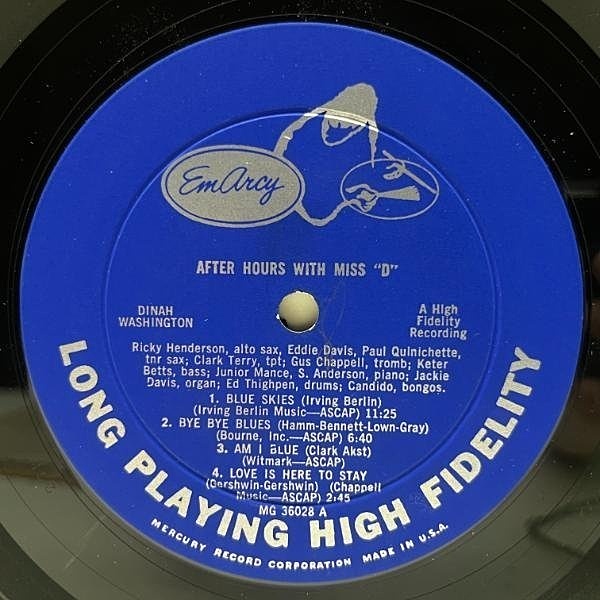 EmArcy
AFTER HOURS WITH MISS "D"
DINAH
WASHINGTON
A High
Fidelity
Recording
Ricky Henderson, alto sax, Eddie Davis, Paul Quinichette,
tnr sax; Clark Terry, tpt; Gus Chappell, tromb; Keter
Betts, bass; Junior Mance, S. Anderson, piano; Jackie
Davis, organ; Ed Thighpen, drums; Candido, bongos.
1. BLUE SKIES (Irving Berlin)
(Irving Berlin Music—ASCAP) 11:25
2. BYE BYE BLUES (Hamm-Bennett-Lown-Gray)
(Bourne, Inc.—ASCAP) 6:40
3. AM I BLUE (Clark Akst)
(Witmark—ASCAP)
4. LOVE IS HERE TO STAY
(Gershwin-Gershwin) (Chappell
Music—ASCAP) 2:45
MG 36028 A
LONG PLAYING HIGH FIDELITY
MERCURY RECORD CORPORATION MADE IN U.S.A.